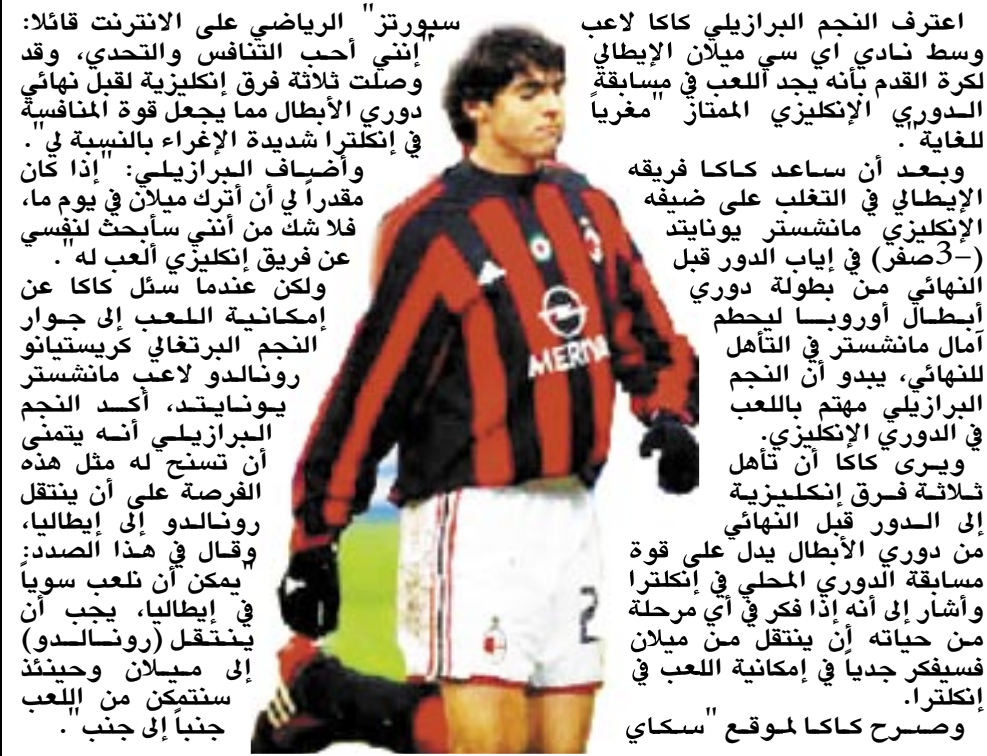 اعترف النجم البرازيلي كاكا لاعب
وسط نادي اي سي ميلان الإيطالي
لكرة القدم بأنه يجد اللعب في مسابقة
الدوري الإنكليزي الممتاز "مغرياً
للغاية".
وبعد أن ساعد كاكا فريقه
الإيطالي في التغلب على ضيفه
الإنكليزي مانشستر يونايتد
(–3صفر) في إياب الدور قبل
النهائي من بطولة دوري
أبطال أوروبا ليحطم
آمال مانشستر في التأهل
للنهائي، يبدو أن النجم
البرازيلي مهتم باللعب
في الدوري الإنكليزي.
ويرى كاكا أن تأهل
ثلاثة فرق إنكليزية
إلى الدور قبل النهائي
من دوري الأبطال يدل على قوة
مسابقة الدوري المحلي في إنكلترا
وأشار إلى أنه إذا فكر في أي مرحلة
من حياته أن ينتقل من ميلان
فسيفكر جدياً في إمكانية اللعب في
إنكلترا.
وصرح كاكا لموقع "سكاي
سبورتز" الرياضي على الانترنت قائلا:
"إنني أحب التنافس والتحدي، وقد
وصلت ثلاثة فرق إنكليزية لقبل نهائي
دوري الأبطال مما يجعل قوة المنافسة
في إنكلترا شديدة الإغراء بالنسبة لي".
وأضاف البرازيلي: "إذا كان
مقدراً لي أن أترك ميلان في يوم ما،
فلا شك من أنني سأبحث لنفسي
عن فريق إنكليزي ألعب له".
ولكن عندما سئل كاكا عن
إمكانية اللعب إلى جوار
النجم البرتغالي كريستيانو
رونالدو لاعب مانشستر
يونايتد، أكد النجم
البرازيلي أنه يتمنى
أن تسنح له مثل هذه
الفرصة على أن ينتقل
رونالدو إلى إيطاليا،
وقال في هذا الصدد:
"يمكن أن نلعب سوياً
في إيطاليا، يجب أن
ينتقل (رونالدو)
إلى ميلان وحينئذ
سنتمكن من اللعب
جنباً إلى جنب".
MERIVA
2